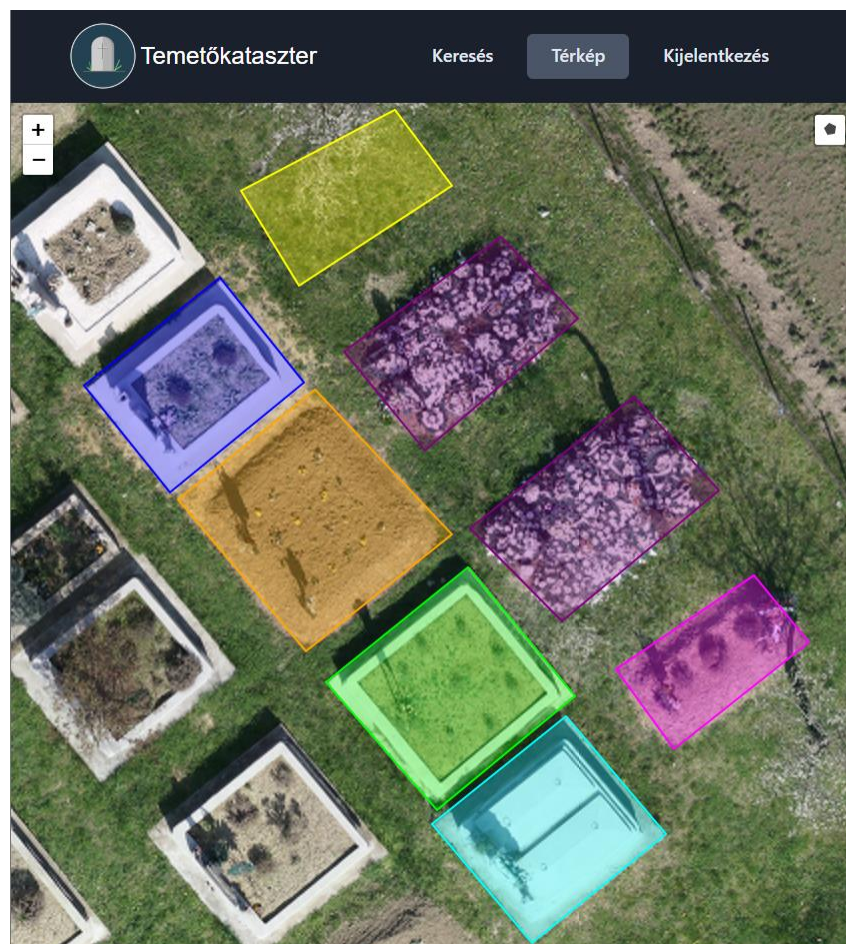 Temetőkataszter
Keresés
Térkép
Kijelentkezés
+
−